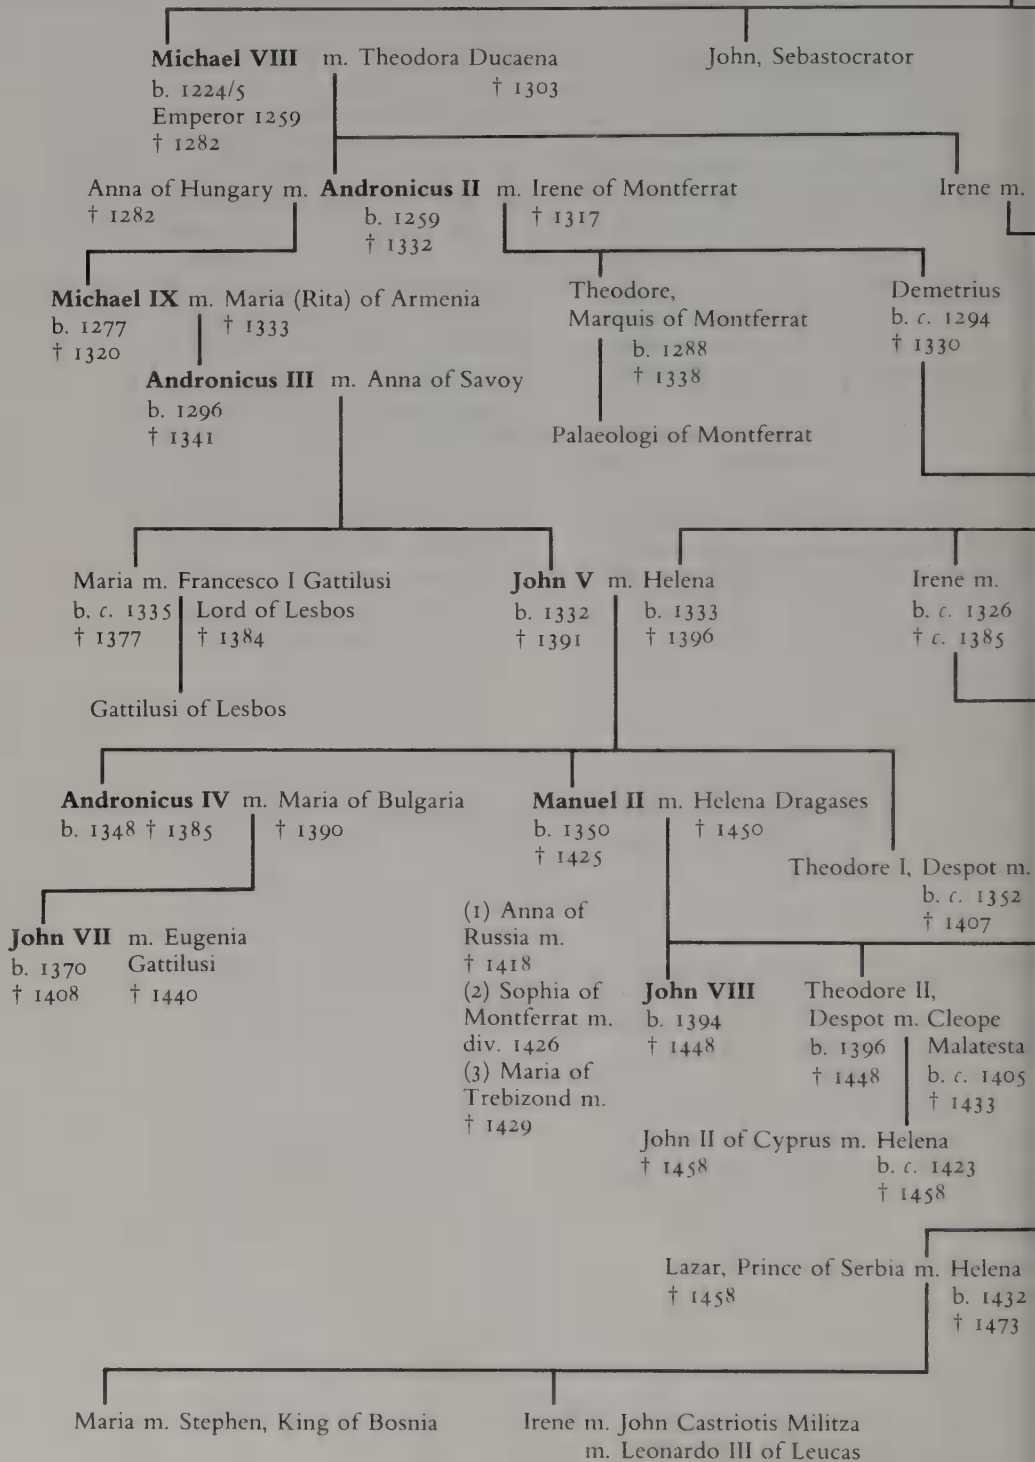 Michael VIII m. Theodora Ducaena John, Sebastocrator
b. 1224/5 † 1303
Emperor 1259
† 1282
Anna of Hungary m. Andronicus II m. Irene of Montferrat Irene m.
† 1282 b. 1259 † 1317
† 1332
Michael IX m. Maria (Rita) of Armenia Theodore, Demetrius
b. 1277 † 1333 Marquis of Montferrat b. c. 1294
† 1320 b. 1288 † 1330
Andronicus III m. Anna of Savoy † 1338
b. 1296
† 1341 Palaeologi of Montferrat
Maria m. Francesco I Gattilusi John V m. Helena Irene m.
b. c. 1335 Lord of Lesbos b. 1332 b. 1333 b. c. 1326
† 1377 † 1384 † 1391 † 1396 † c. 1385
Gattilusi of Lesbos
Andronicus IV m. Maria of Bulgaria Manuel II m. Helena Dragases
b. 1348 † 1385 † 1390 b. 1350 † 1450
† 1425
Theodore I, Despot m.
b. c. 1352
† 1407
(1) Anna of
Russia m.
† 1418
(2) Sophia of
Montferrat m.
div. 1426
(3) Maria of
Trebizond m.
† 1429
John VII m. Eugenia
b. 1370 Gattilusi
† 1408 † 1440
John VIII Theodore II,
b. 1394 Despot m. Cleope
† 1448 b. 1396 Malatesta
† 1448 b. c. 1405
† 1433
John II of Cyprus m. Helena
† 1458 b. c. 1423
† 1458
Lazar, Prince of Serbia m. Helena
† 1458 b. 1432
† 1473
Maria m. Stephen, King of Bosnia Irene m. John Castriotis Militza
m. Leonardo III of Leucas